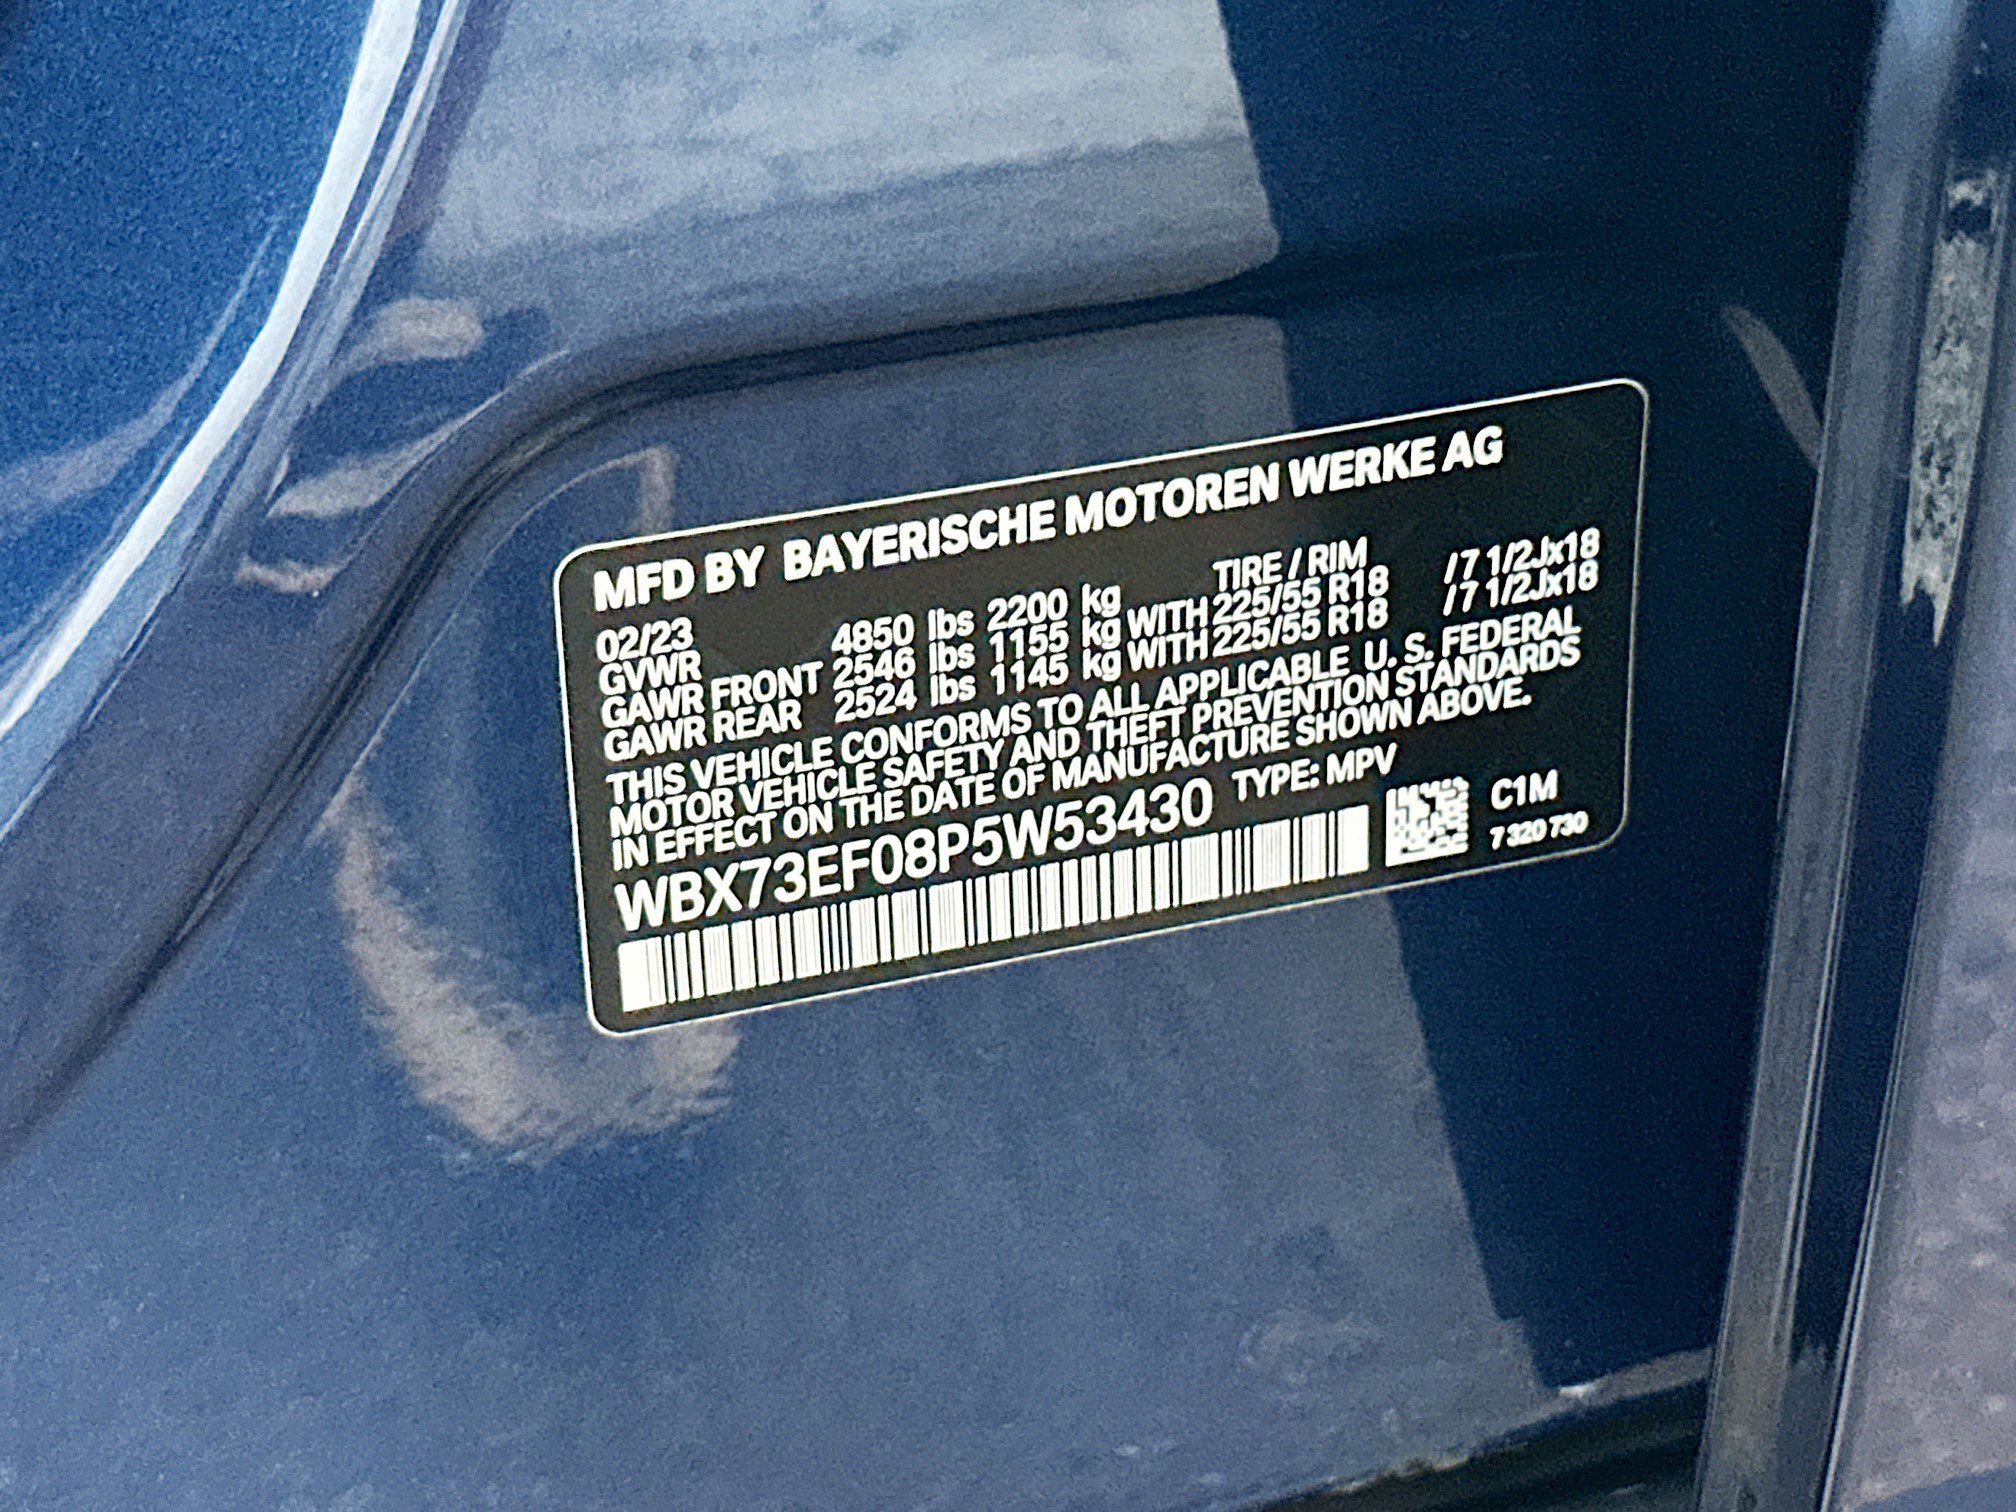 MFD BY BAYERISCHE MOTOREN WERKE AG
02/23 TIRE / RIM
GVWR 4850 lbs 2200 kg
GAWR FRONT 2546 lbs 1155 kg WITH 225/55 R18 /7 1/2Jx18
GAWR REAR 2524 lbs 1145 kg WITH 225/55 R18 /7 1/2Jx18
THIS VEHICLE CONFORMS TO ALL APPLICABLE U. S. FEDERAL
MOTOR VEHICLE SAFETY AND THEFT PREVENTION STANDARDS
IN EFFECT ON THE DATE OF MANUFACTURE SHOWN ABOVE.
WBX73EF08P5W53430 TYPE: MPV
C1M
7 320 730